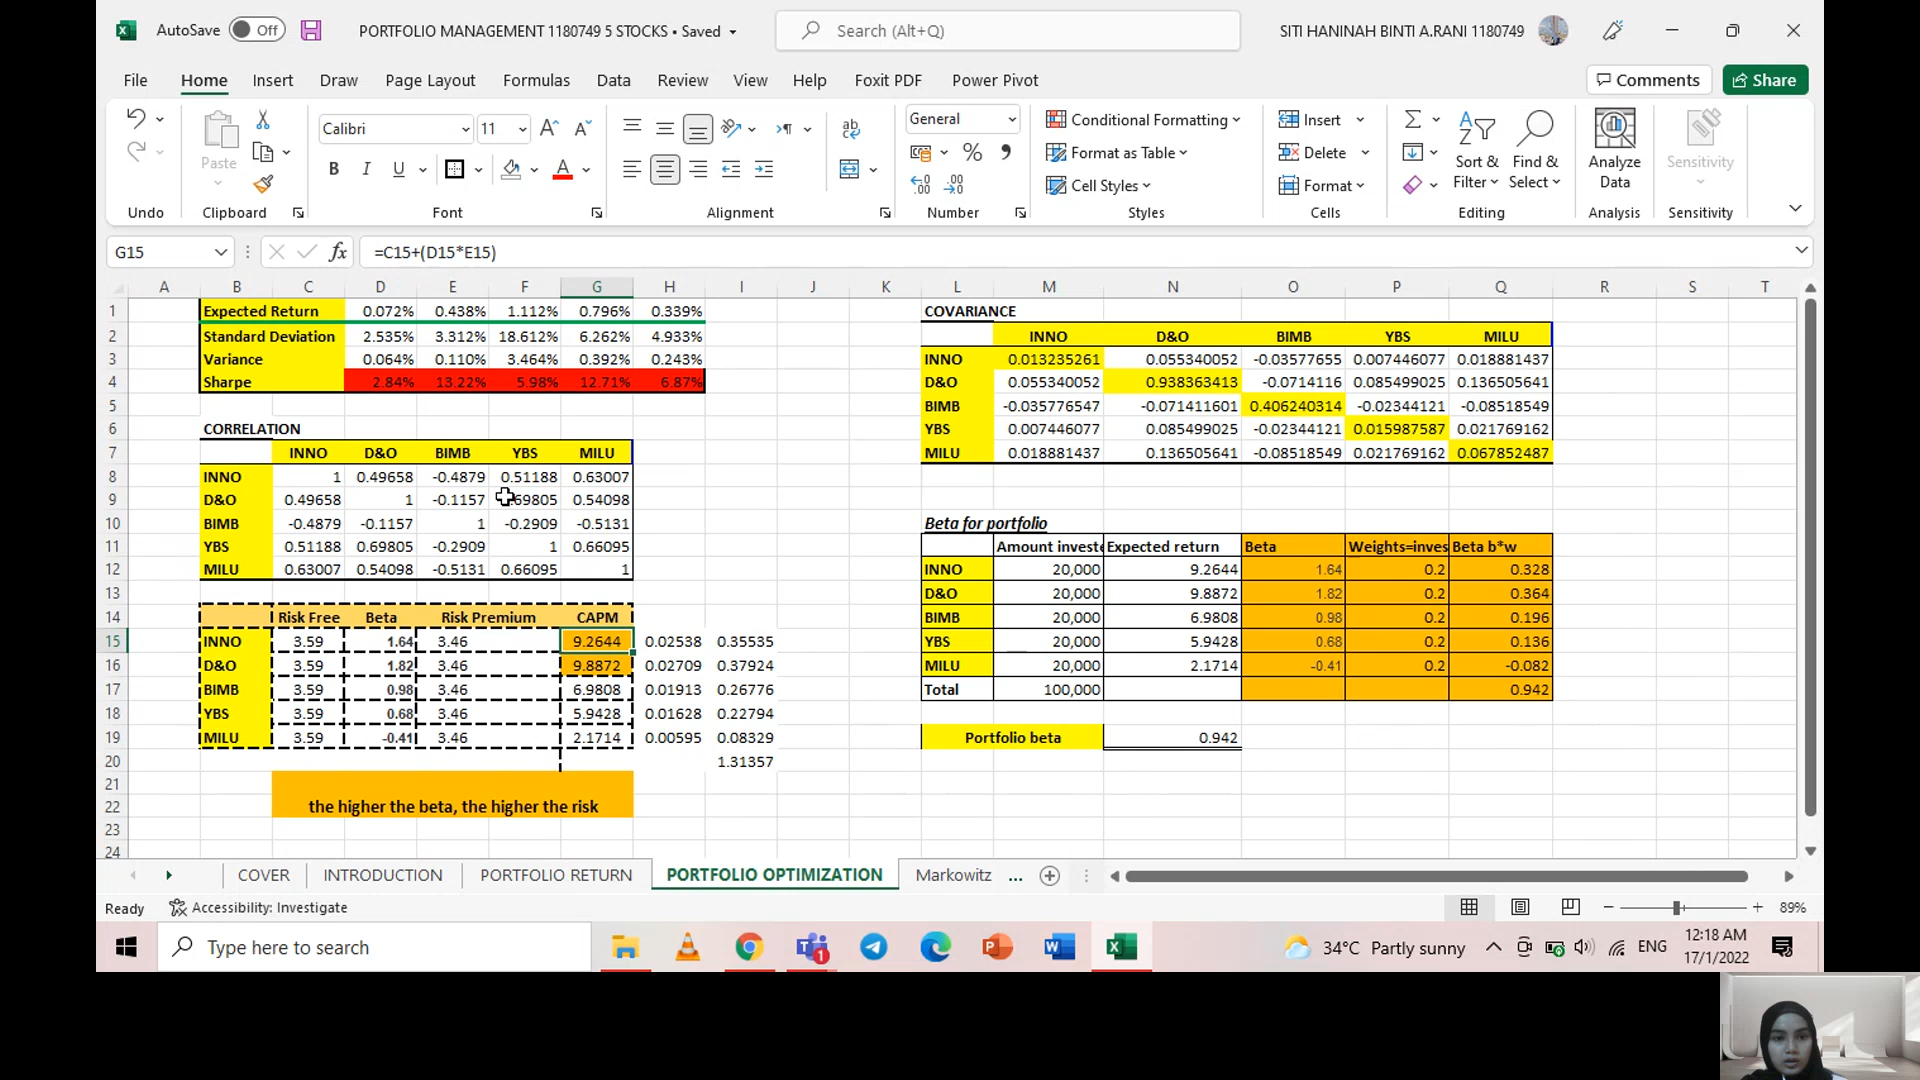 AutoSave Off PORTFOLIO MANAGEMENT 1180749 5 STOCKS • Saved Search (Alt+Q) SITI HANINAH BINTI A.RANI 1180749
File Home Insert Draw Page Layout Formulas Data Review View Help Foxit PDF Power Pivot Comments Share
Calibri 11 General Conditional Formatting Insert
Paste Format as Table Delete Sort & Find & Analyze Sensitivity
B I U Cell Styles Format Filter Select Data
Undo Clipboard Font Alignment Number Styles Cells Editing Analysis Sensitivity
G15 fx =C15+(D15*E15)
A B C D E F G H I J K L M N O P Q R S T
1 Expected Return 0.072% 0.438% 1.112% 0.796% 0.339% COVARIANCE
2 Standard Deviation 2.535% 3.312% 18.612% 6.262% 4.933% INNO D&O BIMB YBS MILU
3 Variance 0.064% 0.110% 3.464% 0.392% 0.243% INNO 0.013235261 0.055340052 -0.03577655 0.007446077 0.018881437
4 Sharpe 2.84% 13.22% 5.98% 12.71% 6.87% D&O 0.055340052 0.938363413 -0.0714116 0.085499025 0.136505641
5 BIMB -0.035776547 -0.071411601 0.406240314 -0.02344121 -0.08518549
6 CORRELATION YBS 0.007446077 0.085499025 -0.02344121 0.015987587 0.021769162
7 INNO D&O BIMB YBS MILU MILU 0.018881437 0.136505641 -0.08518549 0.021769162 0.067852487
8 INNO 1 0.49658 -0.4879 0.51188 0.63007
9 D&O 0.49658 1 -0.1157 69805 0.54098
10 BIMB -0.4879 -0.1157 1 -0.2909 -0.5131 Beta for portfolio
11 YBS 0.51188 0.69805 -0.2909 1 0.66095 Amount investe Expected return Beta Weights=inves Beta b*w
12 MILU 0.63007 0.54098 -0.5131 0.66095 1 INNO 20,000 9.2644 1.64 0.2 0.328
13 D&O 20,000 9.8872 1.82 0.2 0.364
14 Risk Free Beta Risk Premium CAPM BIMB 20,000 6.9808 0.98 0.2 0.196
15 INNO 3.59 1.64 3.46 9.2644 0.02538 0.35535 YBS 20,000 5.9428 0.68 0.2 0.136
16 D&O 3.59 1.82 3.46 9.8872 0.02709 0.37924 MILU 20,000 2.1714 -0.41 0.2 -0.082
17 BIMB 3.59 0.98 3.46 6.9808 0.01913 0.26776 Total 100,000 0.942
18 YBS 3.59 0.68 3.46 5.9428 0.01628 0.22794
19 MILU 3.59 -0.41 3.46 2.1714 0.00595 0.08329 Portfolio beta 0.942
20 1.31357
21
22 the higher the beta, the higher the risk
23
24
COVER INTRODUCTION PORTFOLIO RETURN PORTFOLIO OPTIMIZATION Markowitz ...
Ready Accessibility: Investigate 89%
Type here to search 34°C Partly sunny ENG 12:18 AM
17/1/2022